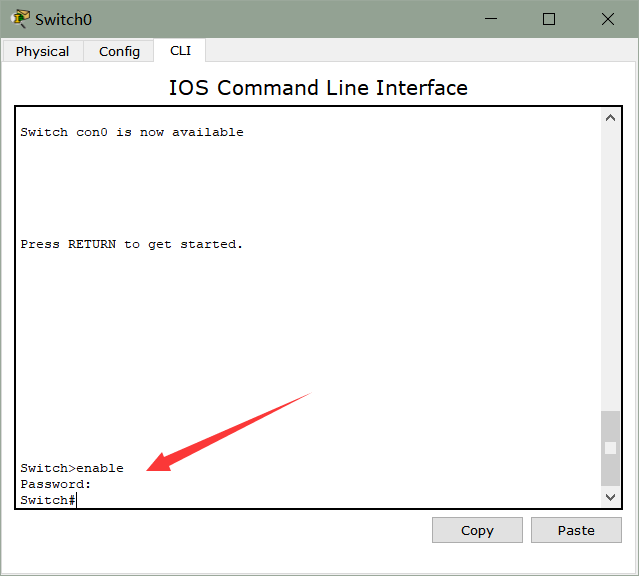 Switch0
Physical Config CLI
IOS Command Line Interface
Switch con0 is now available
Press RETURN to get started.
Switch>enable
Password:
Switch#
Copy Paste